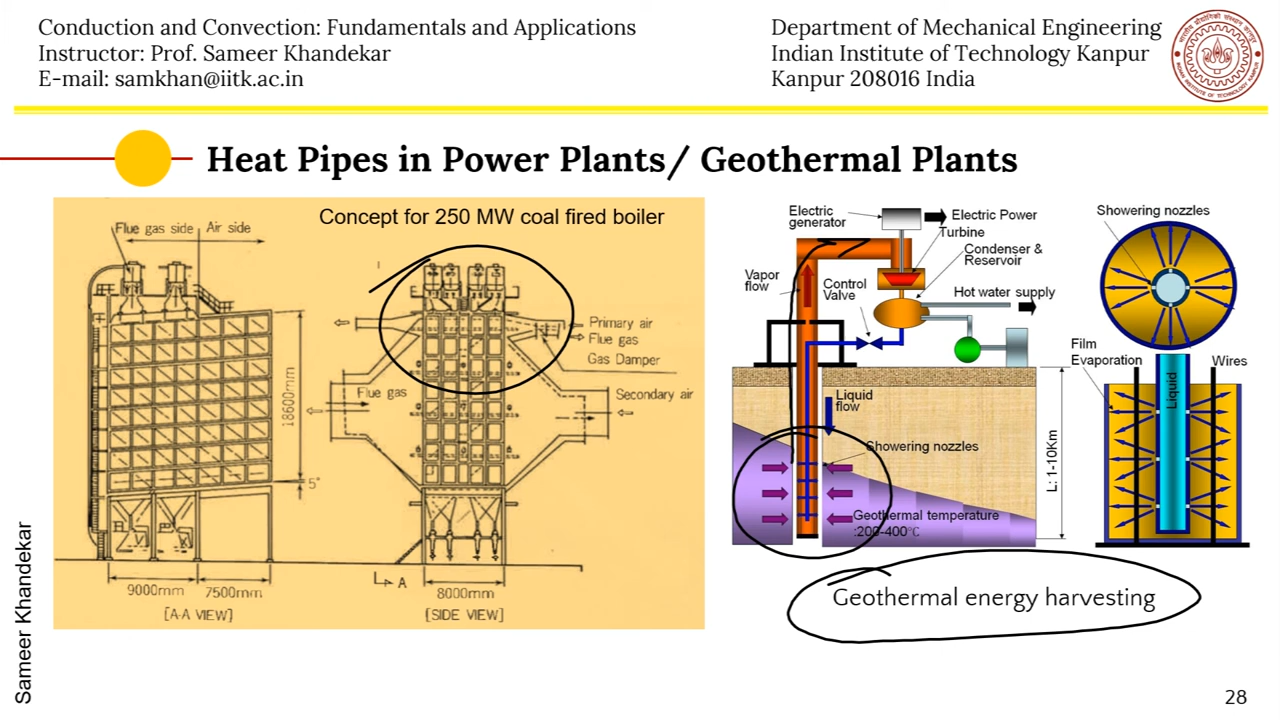 Conduction and Convection: Fundamentals and Applications
Instructor: Prof. Sameer Khandekar
E-mail: samkhan@iitk.ac.in
Department of Mechanical Engineering
Indian Institute of Technology Kanpur
Kanpur 208016 India
Heat Pipes in Power Plants/ Geothermal Plants
Concept for 250 MW coal fired boiler
Flue gas side
Air side
18600mm
5°
9000mm
7500mm
[A-A VIEW]
Primary air
Flue gas
Gas Damper
Flue gas
Secondary air
A
8000mm
[SIDE VIEW]
Electric
generator
Electric Power
Turbine
Condenser &
Reservoir
Vapor
flow
Control
Valve
Hot water supply
Liquid
flow
Showering nozzles
Geothermal temperature
:200-400℃
L: 1-10Km
Showering nozzles
Film
Evaporation
Wires
Liquid
Geothermal energy harvesting
Sameer Khandekar
28